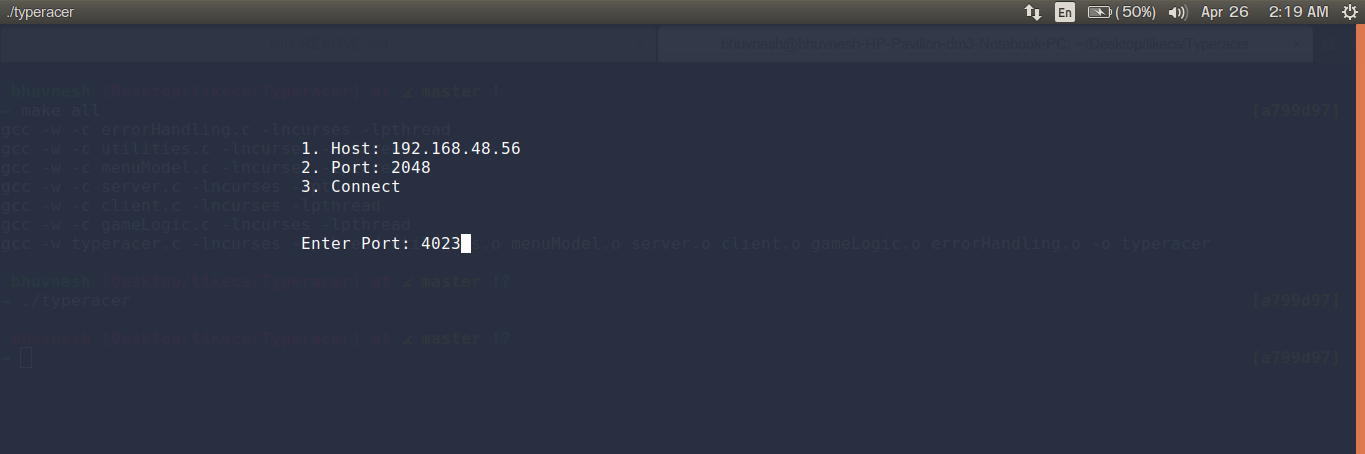 ./typeracer En (50%) Apr 26 2:19 AM
bhuvnesh@bhuvnesh-HP-Pavilion-dm3-Notebook-PC: ~/Desktop/likecs/Typeracer
bhuvnesh [Desktop/likecs/Typeracer] at master !
make all [a799d97]
gcc -w -c errorHandling.c -lncurses -lpthread
1. Host: 192.168.48.56
gcc -w -c utilities.c -lncurses
2. Port: 2048
gcc -w -c menuModel.c -lncurses
3. Connect
gcc -w -c server.c -lncurses
gcc -w -c client.c -lncurses -lpthread
gcc -w -c gameLogic.c -lncurses -lpthread
gcc -w typeracer.c -lncurses Enter Port: 4023 s.o menuModel.o server.o client.o gameLogic.o errorHandling.o -o typeracer
bhuvnesh [Desktop/likecs/Typeracer] at master !?
./typeracer [a799d97]
bhuvnesh [Desktop/likecs/Typeracer] at master !?
[a799d97]